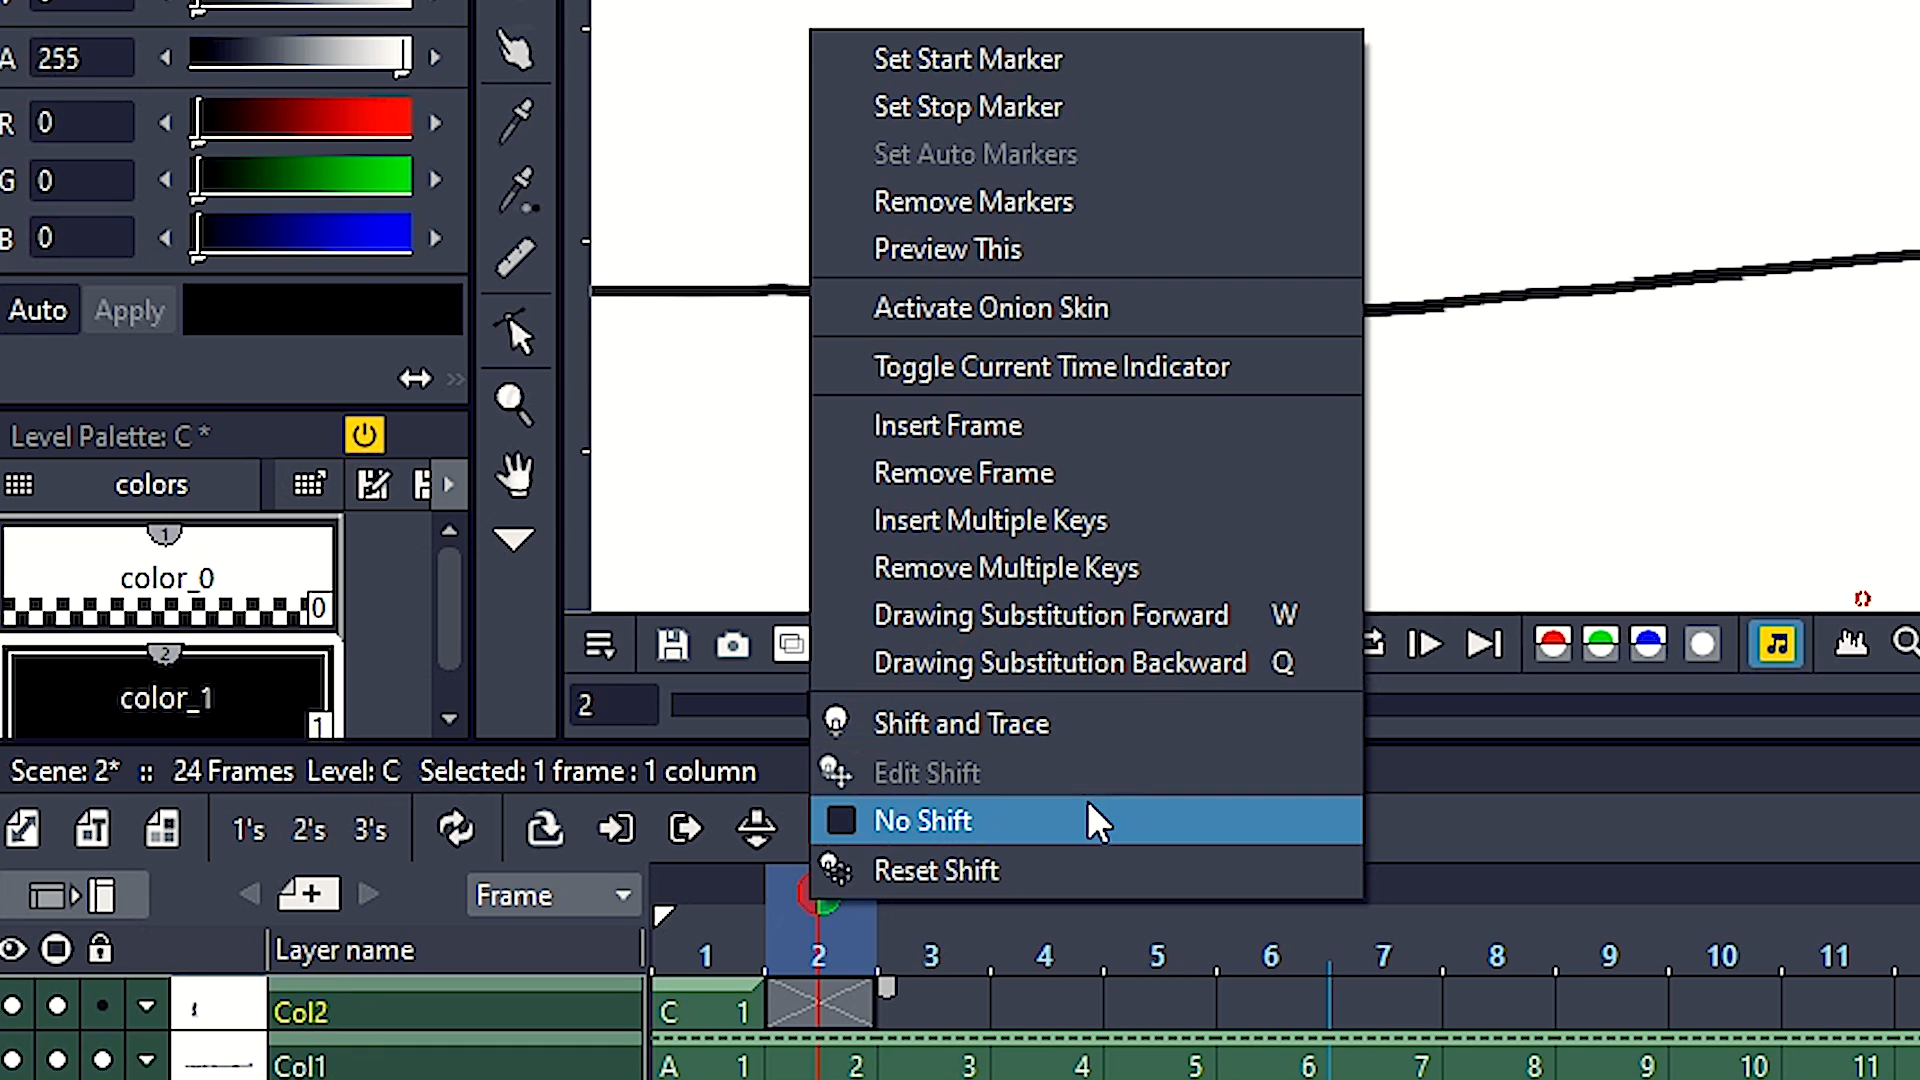 A 255
R 0
G 0
B 0
Auto Apply
Level Palette: C *
colors
1
color_0
0
2
color_1
1
Set Start Marker
Set Stop Marker
Set Auto Markers
Remove Markers
Preview This
Activate Onion Skin
Toggle Current Time Indicator
Insert Frame
Remove Frame
Insert Multiple Keys
Remove Multiple Keys
Drawing Substitution Forward W
Drawing Substitution Backward Q
Shift and Trace
Edit Shift
No Shift
Reset Shift
2
Scene: 2* :: 24 Frames Level: C Selected: 1 frame : 1 column
1's 2's 3's
Frame
Layer name
1 2 3 4 5 6 7 8 9 10 11
Col2 C 1
Col1 A 1 2 3 4 5 6 7 8 9 10 11